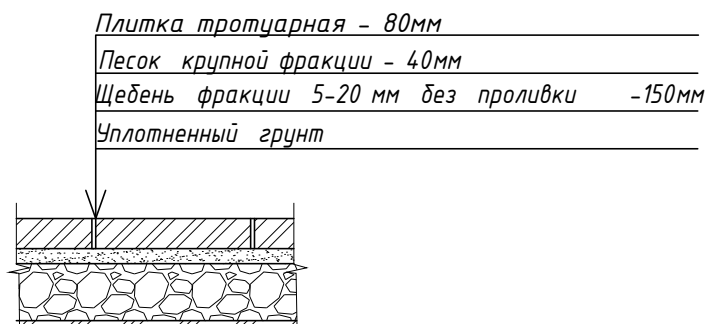 Плитка тротуарная - 80мм
Песок крупной фракции - 40мм
Щебень фракции 5-20 мм без проливки -150мм
Уплотненный грунт